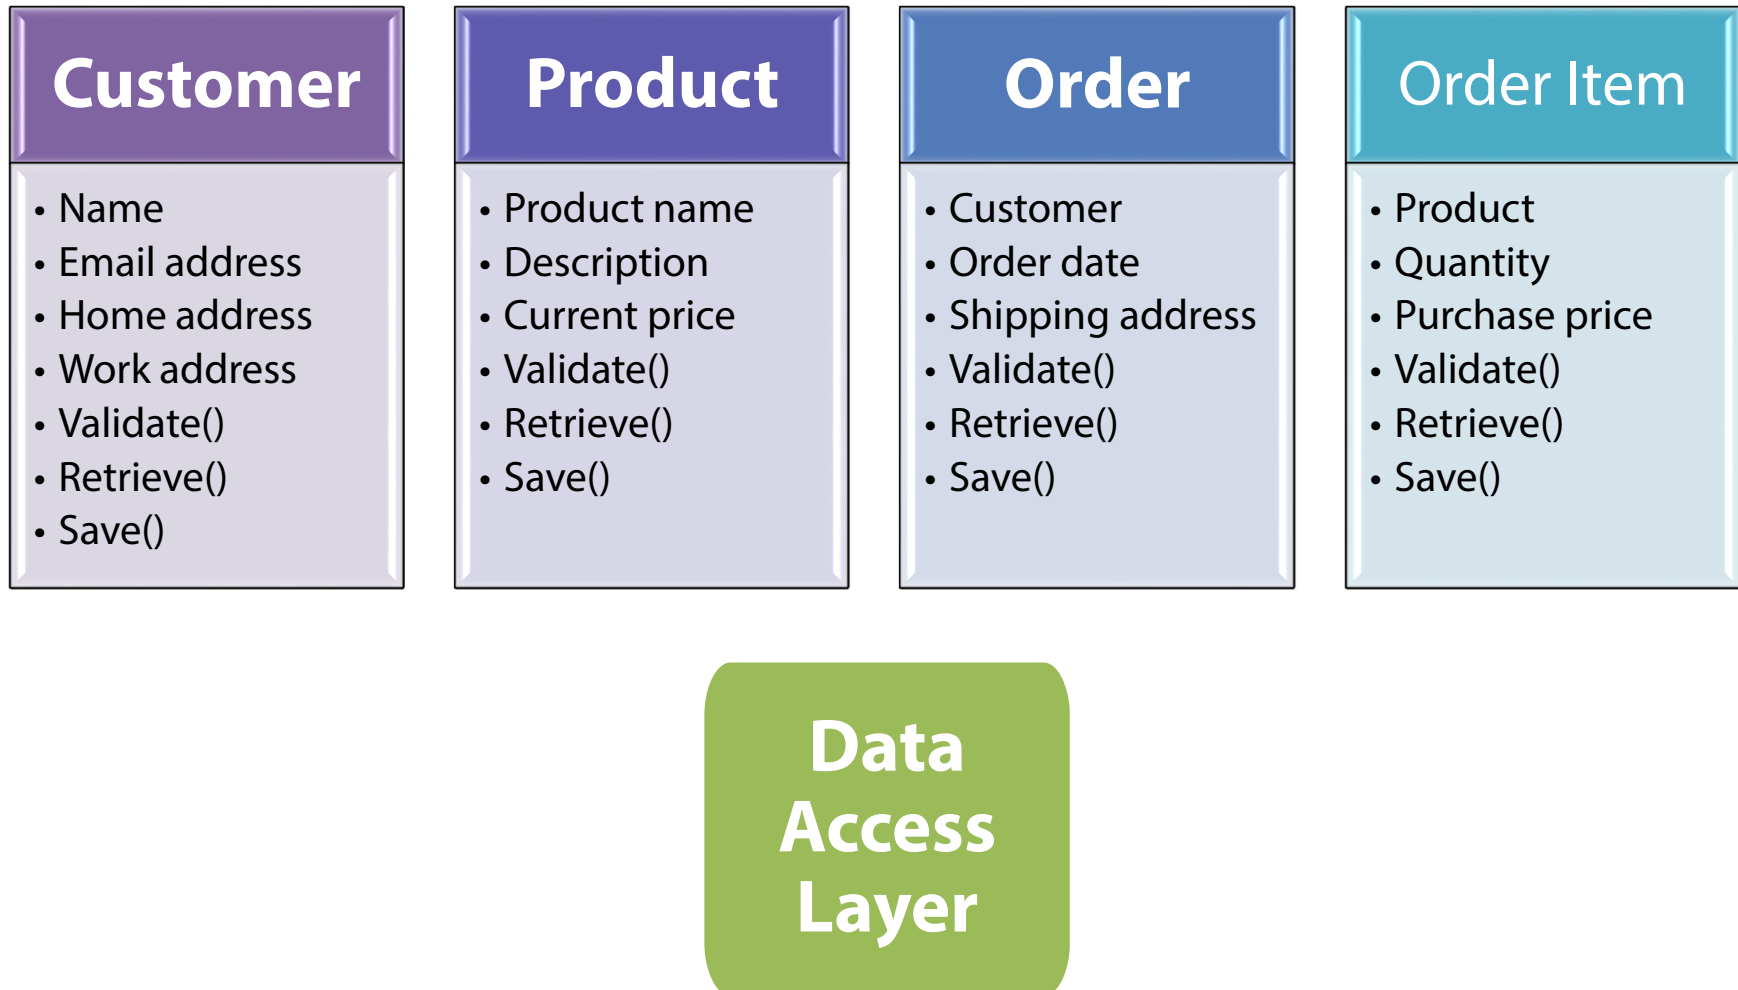 Customer
• Name
• Email address
• Home address
• Work address
• Validate()
• Retrieve()
• Save()
Product
• Product name
• Description
• Current price
• Validate()
• Retrieve()
• Save()
Order
• Customer
• Order date
• Shipping address
• Validate()
• Retrieve()
• Save()
Order Item
• Product
• Quantity
• Purchase price
• Validate()
• Retrieve()
• Save()
Data
Access
Layer